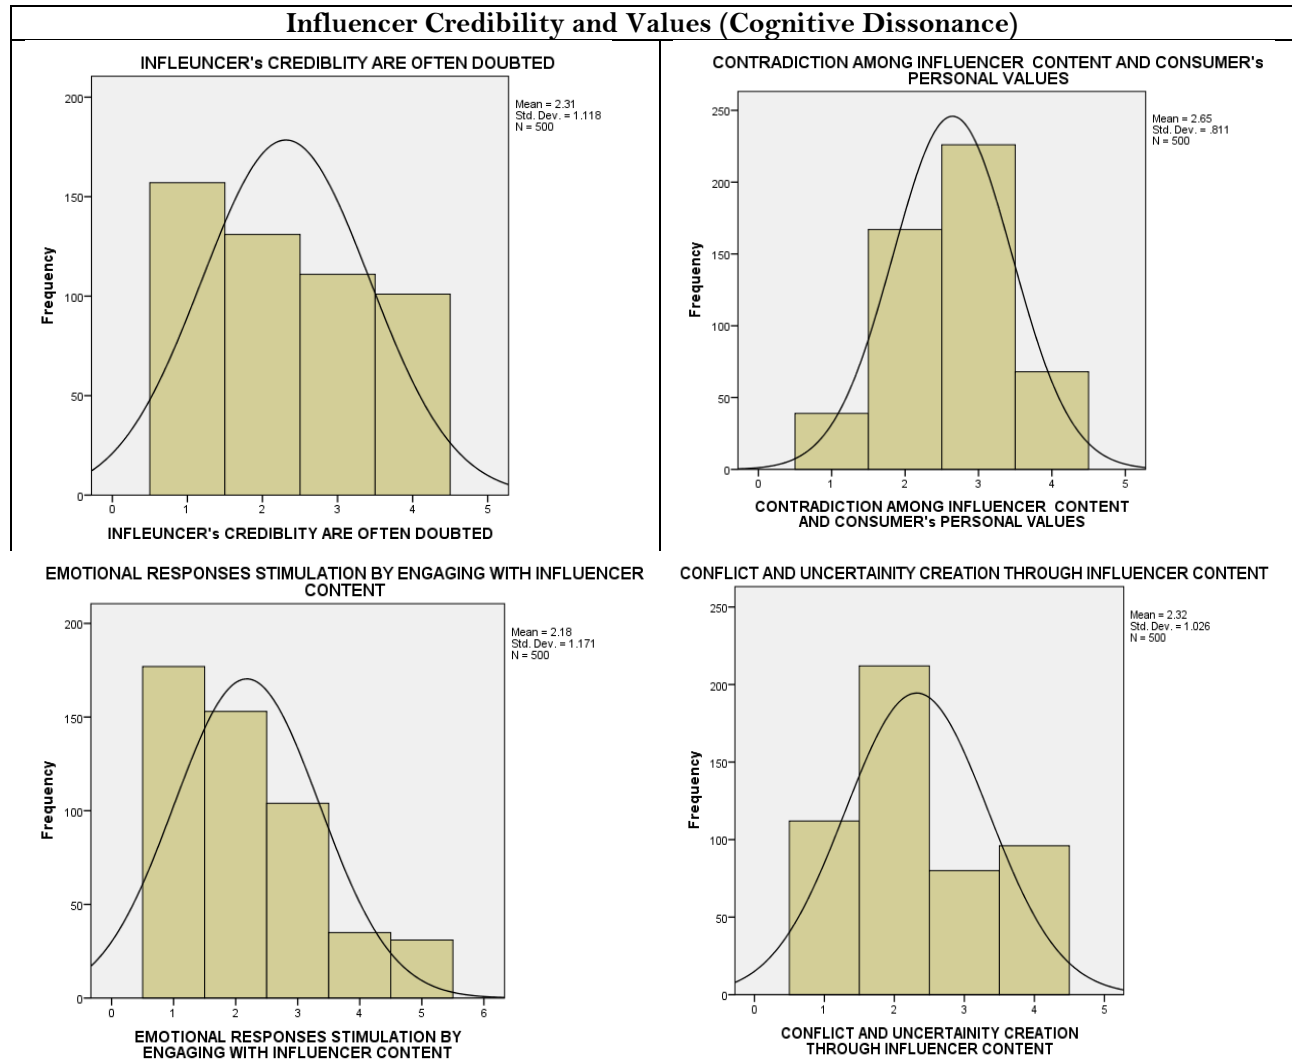 Influencer Credibility and Values (Cognitive Dissonance)
INFLEUNCER's CREDIBLITY ARE OFTEN DOUBTED
Mean = 2.31
Std. Dev. = 1.118
N = 500
200
150
100
50
0
Frequency
0 1 2 3 4 5
INFLEUNCER's CREDIBLITY ARE OFTEN DOUBTED
CONTRADICTION AMONG INFLUENCER CONTENT AND CONSUMER's
PERSONAL VALUES
Mean = 2.65
Std. Dev. = .811
N = 500
250
200
150
100
50
0
Frequency
0 1 2 3 4 5
CONTRADICTION AMONG INFLUENCER CONTENT
AND CONSUMER's PERSONAL VALUES
EMOTIONAL RESPONSES STIMULATION BY ENGAGING WITH INFLUENCER
CONTENT
Mean = 2.18
Std. Dev. = 1.171
N = 500
200
150
100
50
0
Frequency
0 1 2 3 4 5 6
EMOTIONAL RESPONSES STIMULATION BY
ENGAGING WITH INFLUENCER CONTENT
CONFLICT AND UNCERTAINITY CREATION THROUGH INFLUENCER CONTENT
Mean = 2.32
Std. Dev. = 1.026
N = 500
250
200
150
100
50
0
Frequency
0 1 2 3 4 5
CONFLICT AND UNCERTAINITY CREATION
THROUGH INFLUENCER CONTENT